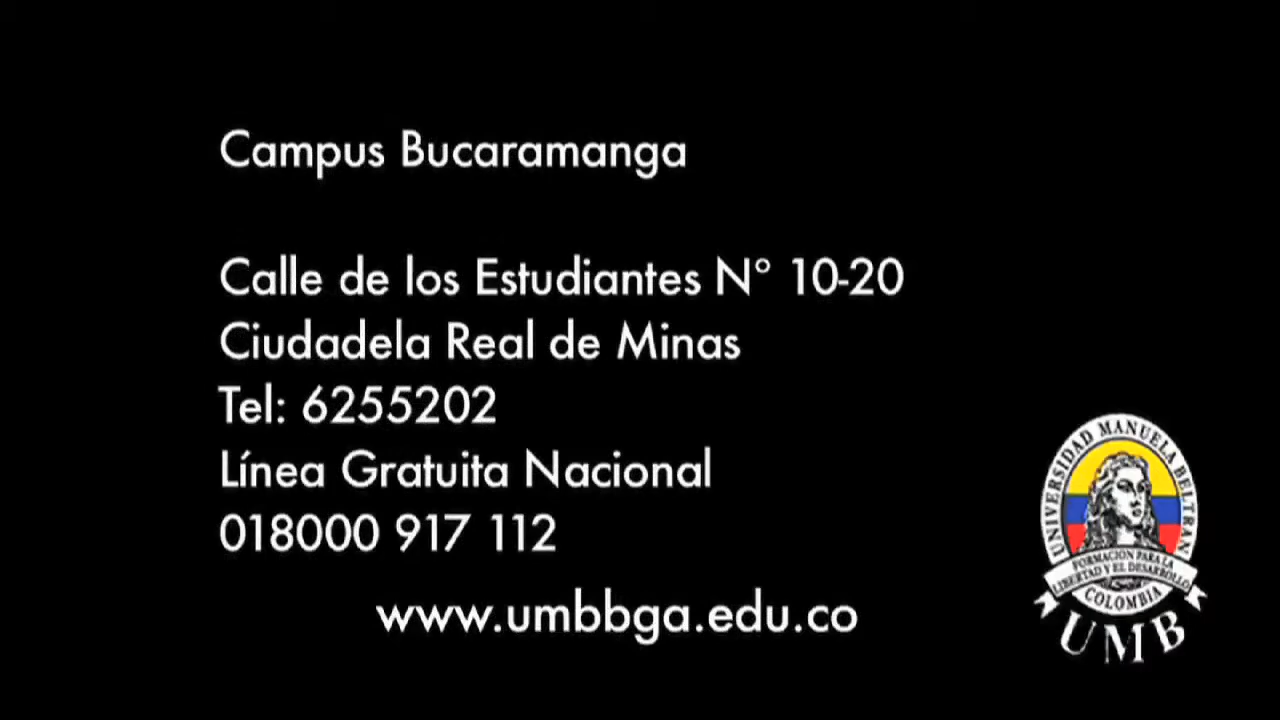 Campus Bucaramanga
Calle de los Estudiantes N° 10-20
Ciudadela Real de Minas
Tel: 6255202
Línea Gratuita Nacional
018000 917 112
www.umbbga.edu.co
UNIVERSIDAD MANUELA BELTRAN
FORMACION PARA LA
LIBERTAD Y EL DESARROLLO
COLOMBIA
UMB